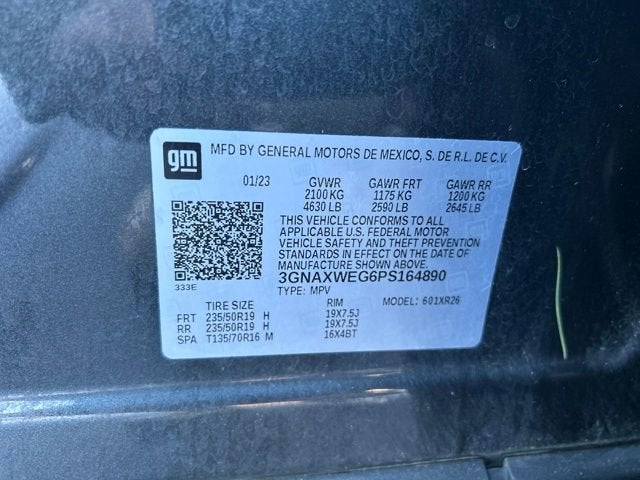 gm MFD BY GENERAL MOTORS DE MEXICO, S. DE R.L. DE C.V.
01/23 GVWR GAWR FRT GAWR RR
2100 KG 1175 KG 1200 KG
4630 LB 2590 LB 2645 LB
THIS VEHICLE CONFORMS TO ALL
APPLICABLE U.S. FEDERAL MOTOR
VEHICLE SAFETY AND THEFT PREVENTION
STANDARDS IN EFFECT ON THE DATE OF
MANUFACTURE SHOWN ABOVE.
333E 3GNAXWEG6PS164890
TYPE: MPV MODEL: 601XR26
TIRE SIZE RIM
FRT 235/50R19 H 19X7.5J
RR 235/50R19 H 19X7.5J
SPA T135/70R16 M 16X4BT